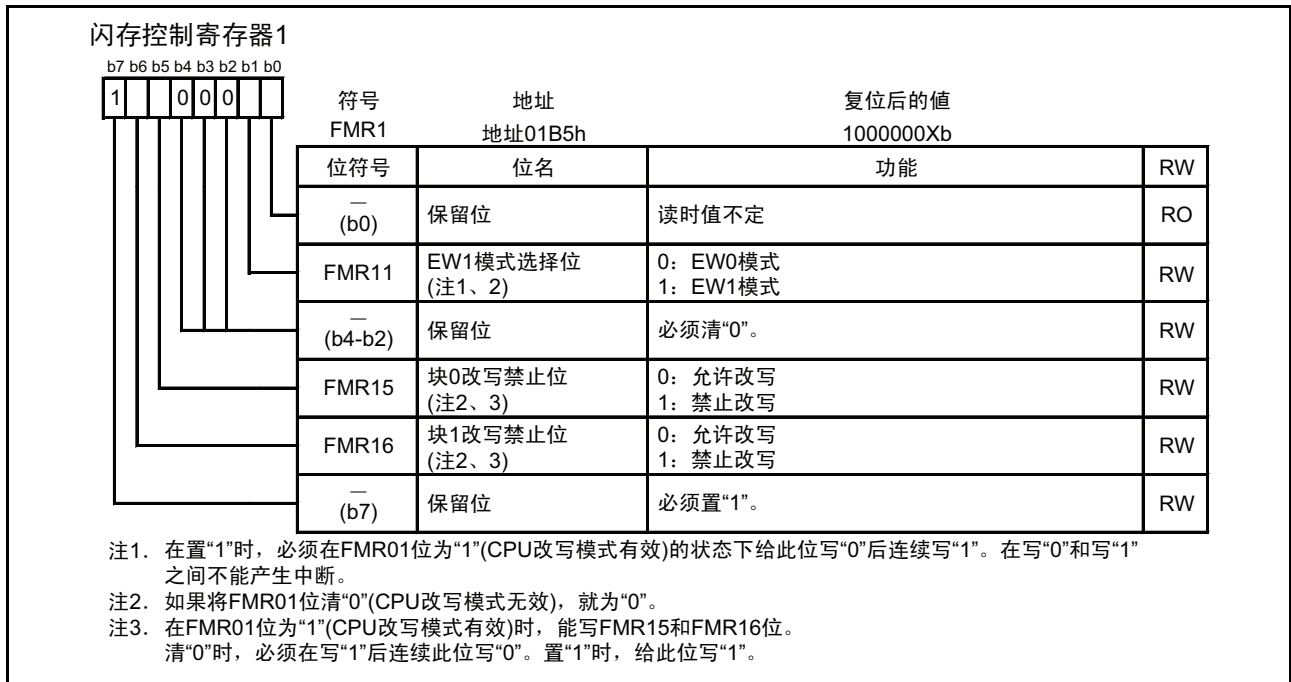 闪存控制寄存器1
b7 b6 b5 b4 b3 b2 b1 b0
1 0 0 0
符号 地址 复位后的値
FMR1 地址01B5h 1000000Xb
位符号 位名 功能 RW
—
(b0) 保留位 读时值不定 RO
FMR11 EW1模式选择位 0：EW0模式 RW
(注1、2) 1：EW1模式
—
(b4-b2) 保留位 必须清“0”。 RW
FMR15 块0改写禁止位 0：允许改写 RW
(注2、3) 1：禁止改写
FMR16 块1改写禁止位 0：允许改写 RW
(注2、3) 1：禁止改写
—
(b7) 保留位 必须置“1”。 RW
注1. 在置“1”时，必须在FMR01位为“1”(CPU改写模式有效)的状态下给此位写“0”后连续写“1”。在写“0”和写“1”
之间不能产生中断。
注2. 如果将FMR01位清“0”(CPU改写模式无效)，就为“0”。
注3. 在FMR01位为“1”(CPU改写模式有效)时，能写FMR15和FMR16位。
清“0”时，必须在写“1”后连续此位写“0”。置“1”时，给此位写“1”。